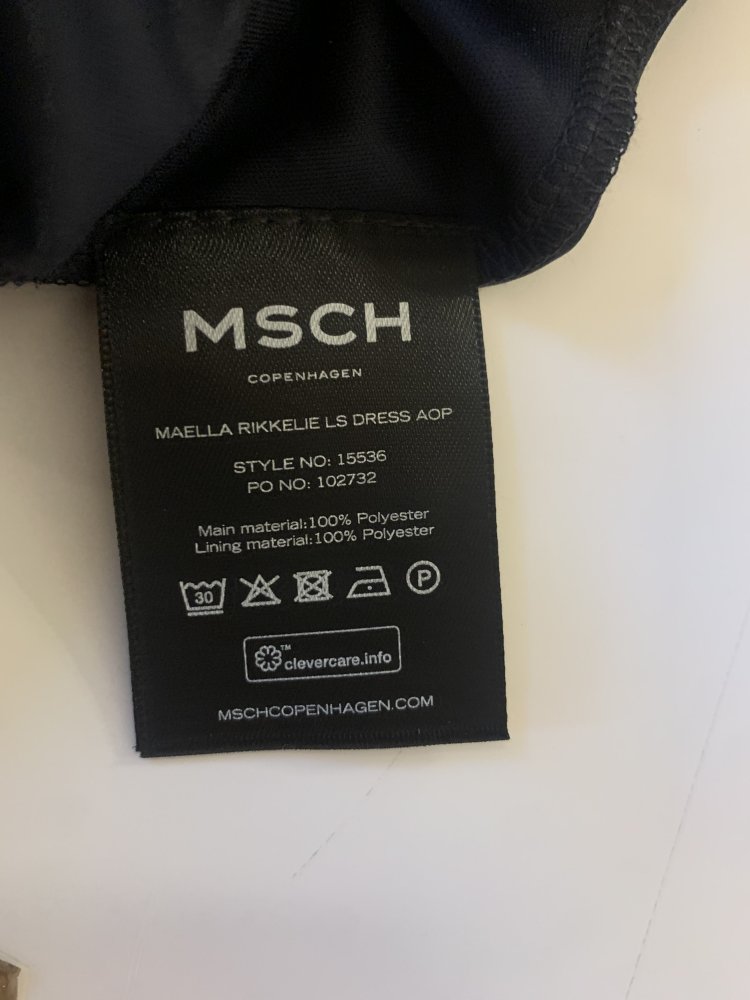 MSCH
COPENHAGEN
MAELLA RIKKELIE LS DRESS AOP
STYLE NO: 15536
PO NO: 102732
Main material:100% Polyester
Lining material:100% Polyester
30 P
™ clevercare.info
MSCHCOPENHAGEN.COM